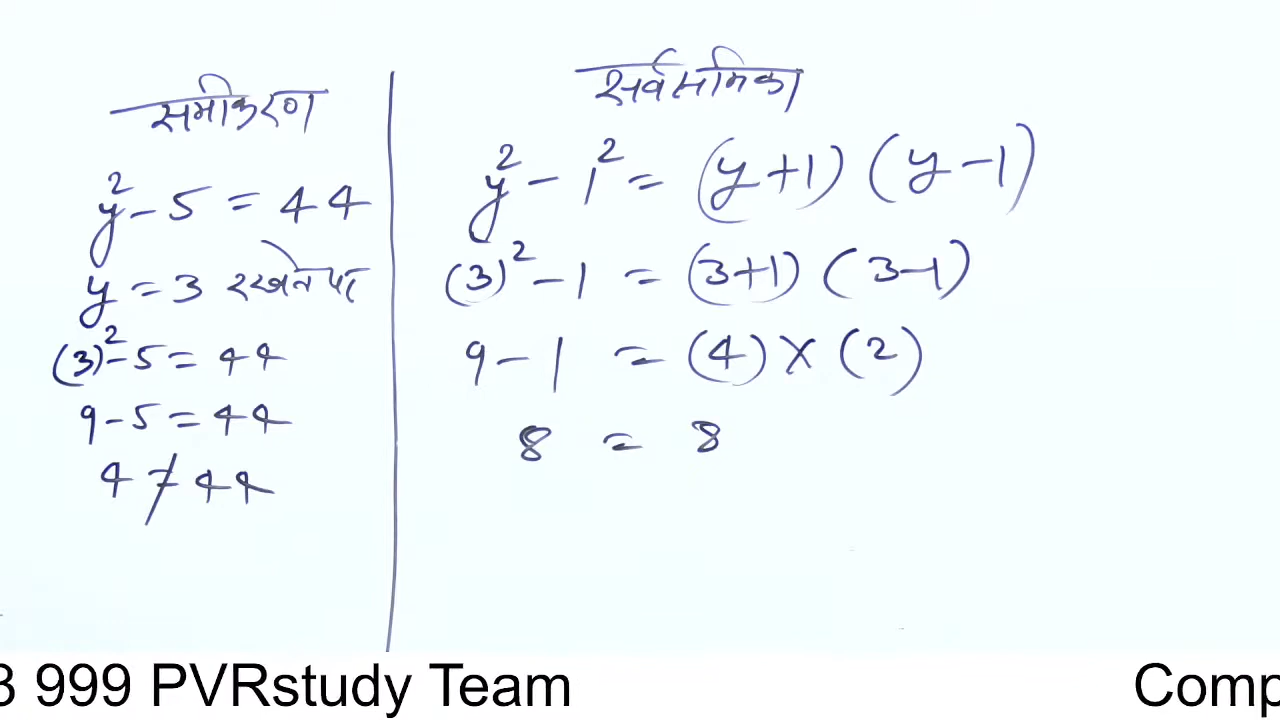 समीकरण
y² - 5 = 44
y = 3 रखने पर
(3)² - 5 = 44
9 - 5 = 44
4 ≠ 44
सर्वसमिका
y² - 1² = (y + 1) (y - 1)
(3)² - 1 = (3+1) (3-1)
9 - 1 = (4) × (2)
8 = 8
3 999 PVRstudy Team
Comp